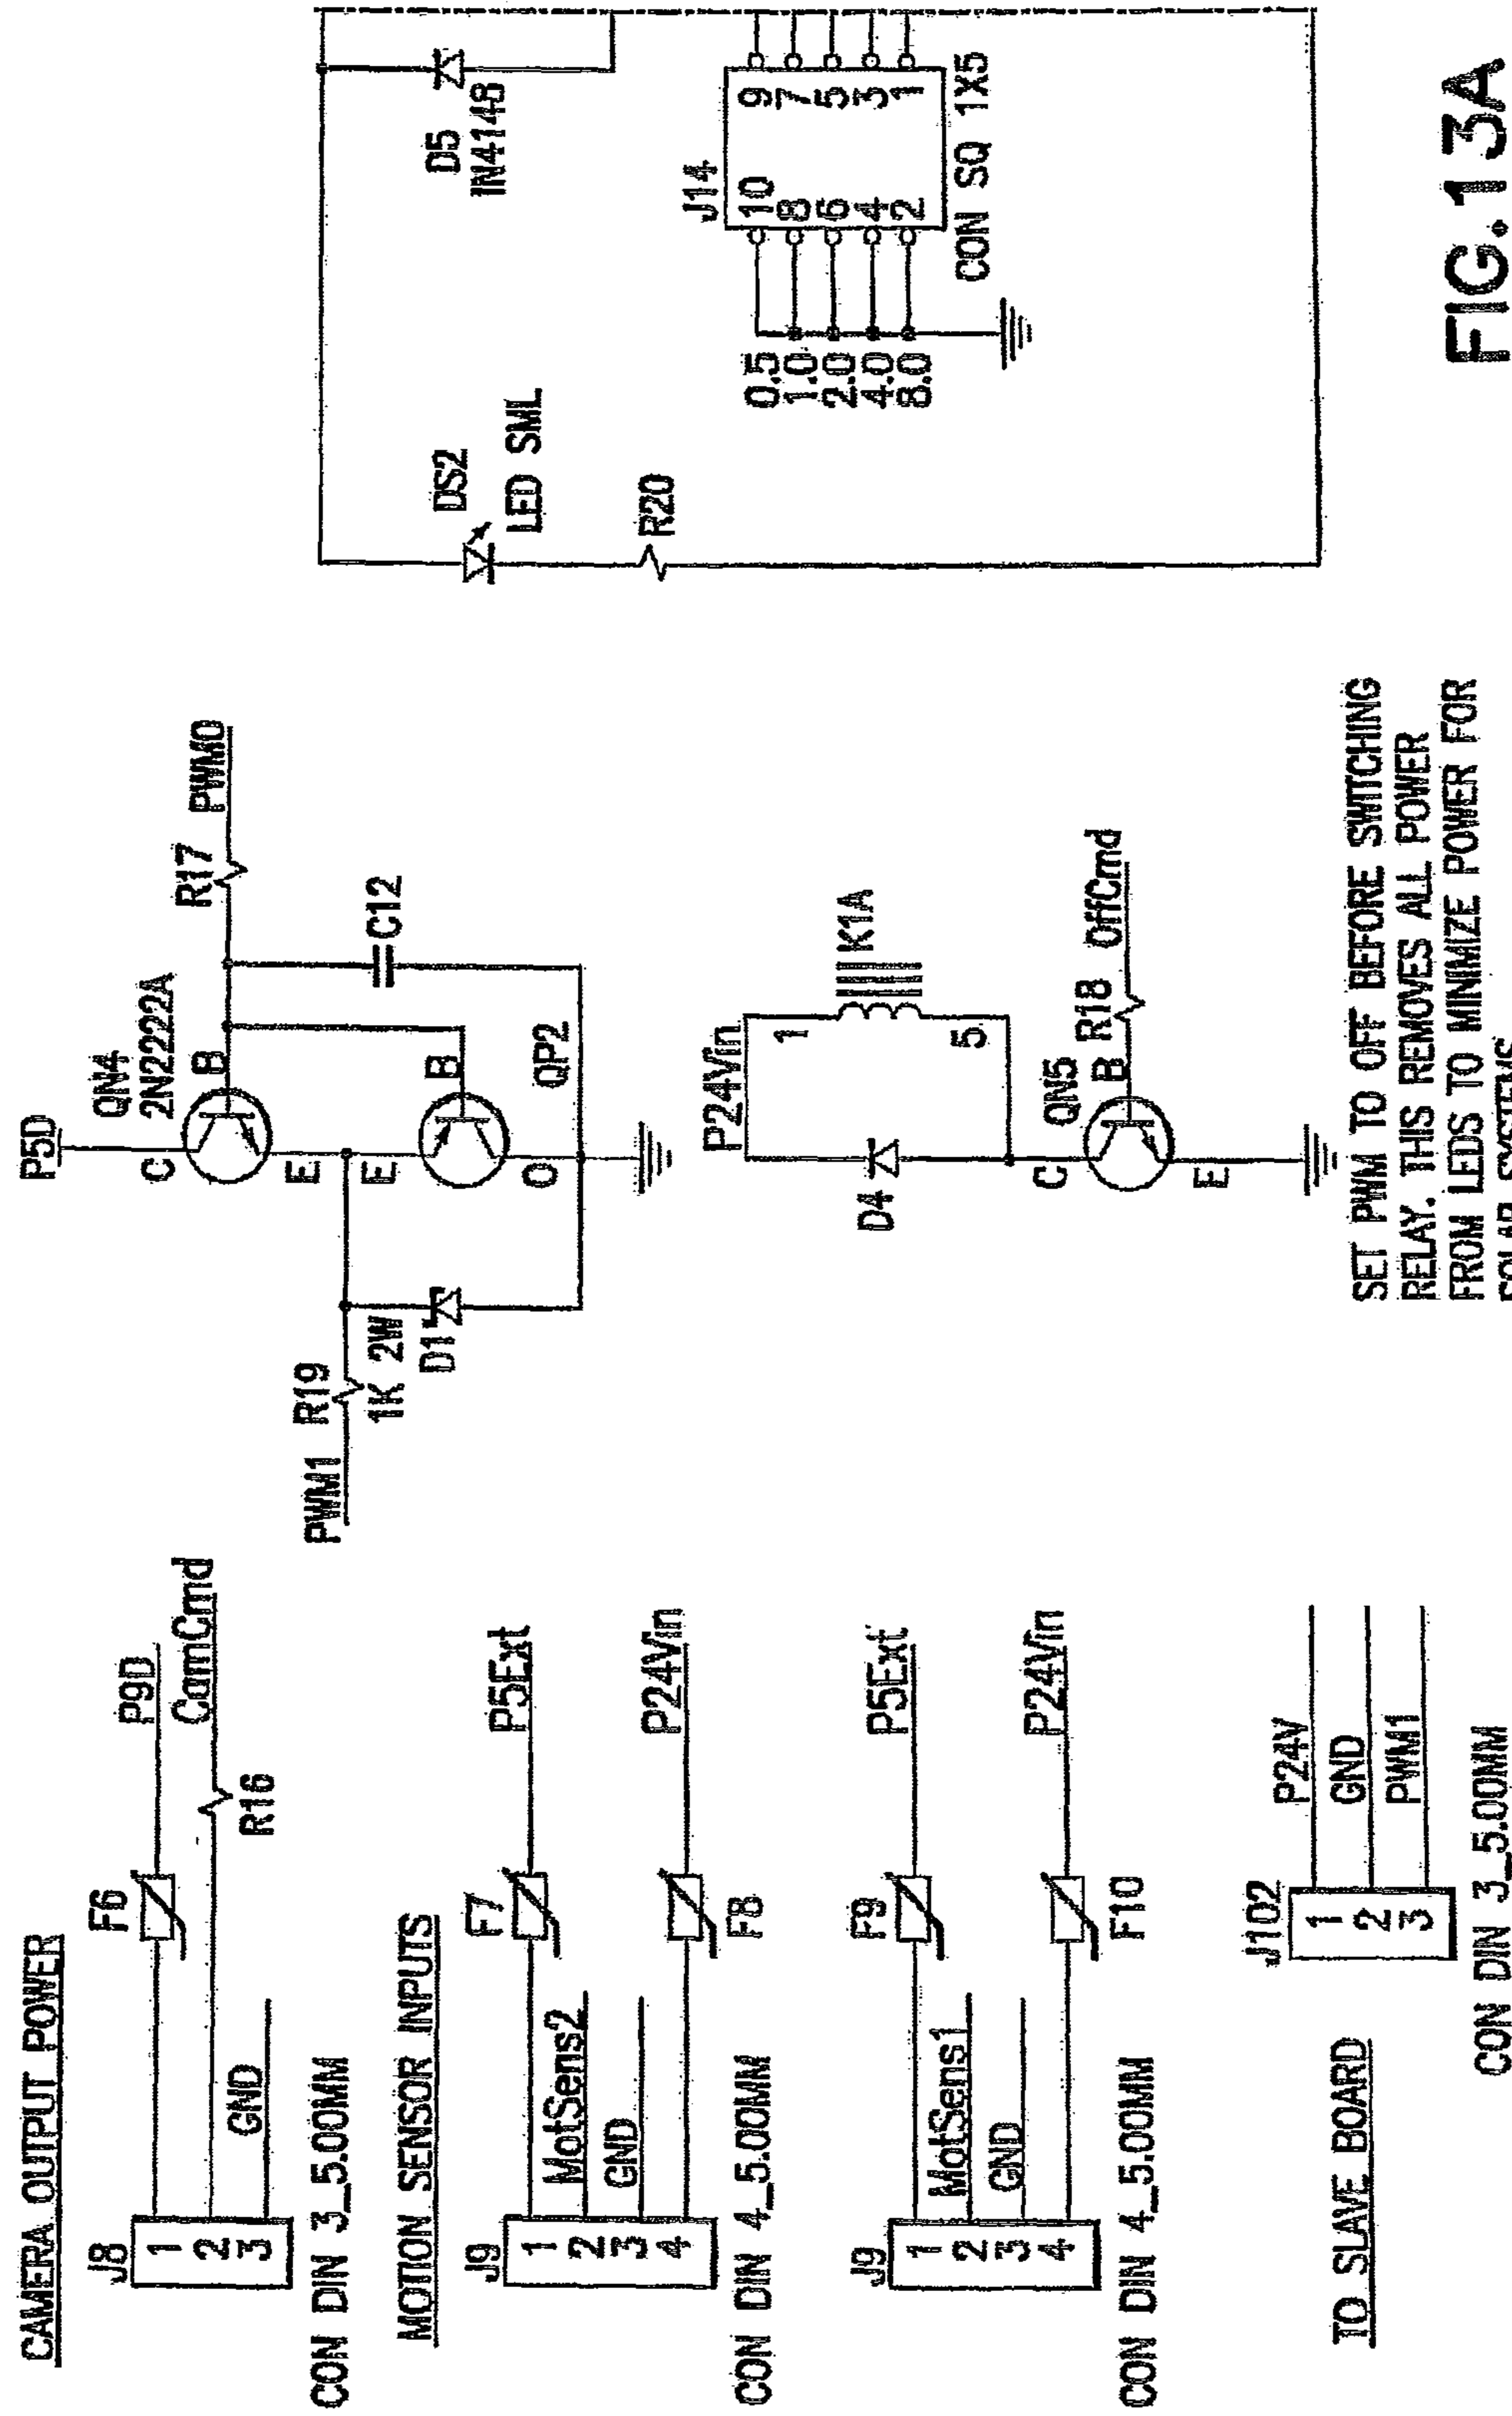 CAMERA OUTPUT POWER
J8
1
2
3
F6
P9D
CamCmd
R16
GND
CON DIN 3_5.00MM
MOTION SENSOR INPUTS
J9
1
2
3
4
F7
P5Ext
MotSens2
GND
P24Vin
F8
CON DIN 4_5.00MM
J9
1
2
3
4
F9
P5Ext
MotSens1
GND
P24Vin
F10
CON DIN 4_5.00MM
TO SLAVE BOARD
J102
1
2
3
P24V
GND
PWM1
CON DIN 3_5.00MM
P5D
QN4
2N2222A
C
B
E
R17
PWM0
C12
E
B
QP2
O
PWM1
R19
1K 2W
D1
P24Vin
1
5
K1A
D4
QN5
C
B
E
R18
OffCmd
SET PWM TO OFF BEFORE SWITCHING
RELAY. THIS REMOVES ALL POWER
FROM LEDS TO MINIMIZE POWER FOR
SOLAR SYSTEMS
DS2
LED SML
R20
D5
IN4148
J14
0.5
10
9
1.0
8
7
2.0
6
5
4.0
4
3
8.0
2
1
CON SQ 1X5
FIG.13A